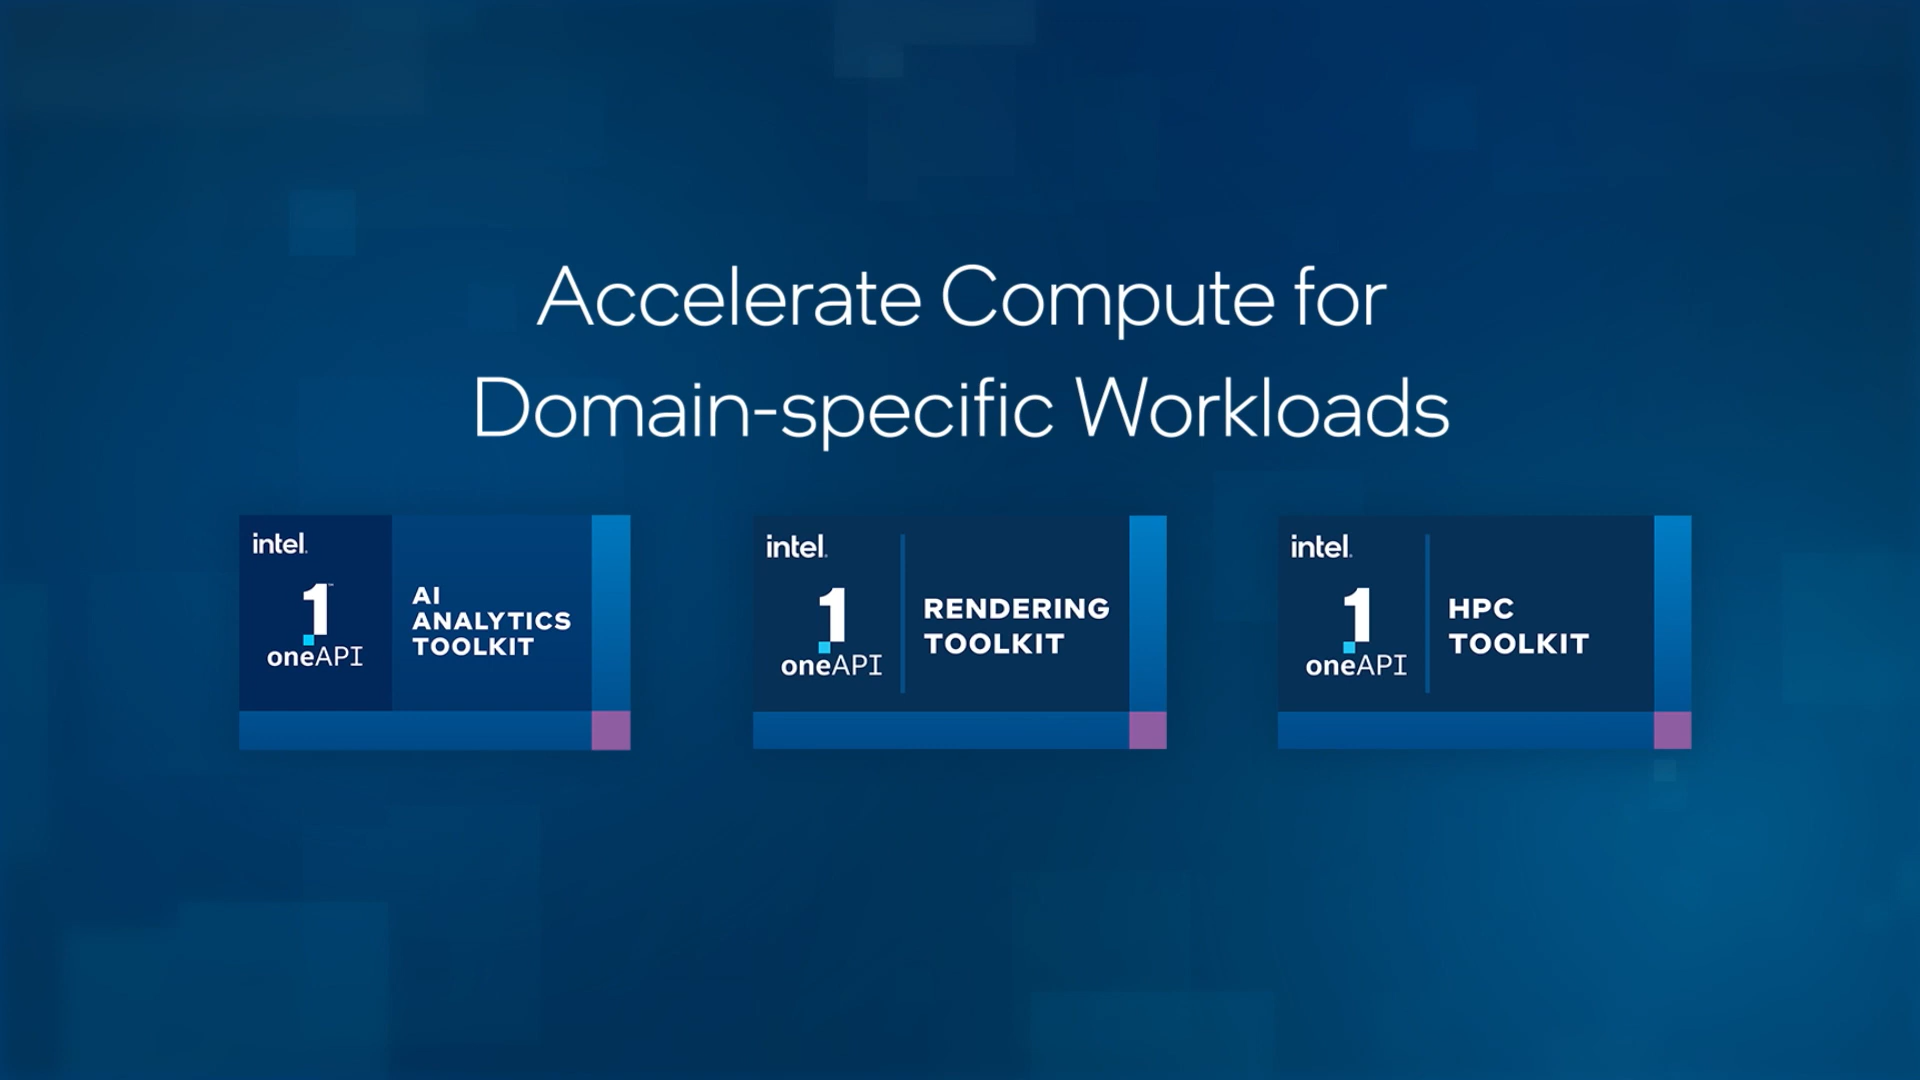 Accelerate Compute for
Domain-specific Workloads
intel.
1™
oneAPI
AI
ANALYTICS
TOOLKIT
intel.
1
oneAPI
RENDERING
TOOLKIT
intel.
1
oneAPI
HPC
TOOLKIT